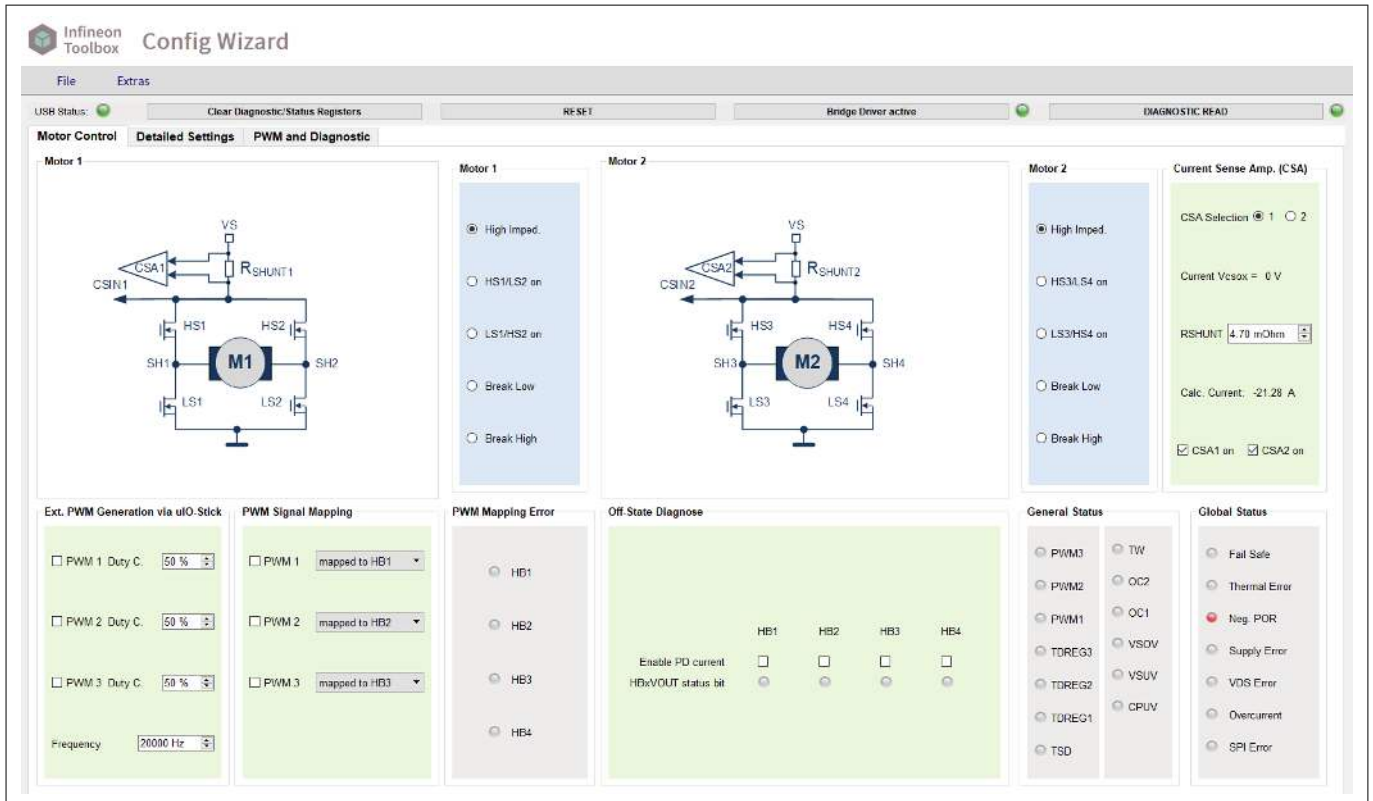 Infineon
Toolbox
Config Wizard
File Extras
USB Status: Clear Diagnostic/Status Registers RESET Bridge Driver active DIAGNOSTIC READ
Motor Control Detailed Settings PWM and Diagnostic
Motor 1
VS
CSA1
RSHUNT1
CSIN1
HS1 HS2
SH1 M1 SH2
LS1 LS2
Motor 1
High Imped.
HS1/LS2 on
LS1/HS2 on
Break Low
Break High
Motor 2
VS
CSA2
RSHUNT2
CSIN2
HS3 HS4
SH3 M2 SH4
LS3 LS4
Motor 2
High Imped.
HS3/LS4 on
LS3/HS4 on
Break Low
Break High
Current Sense Amp. (CSA)
CSA Selection 1 2
Current Vcsox = 0 V
RSHUNT 4.70 mOhm
Calc. Current: -21.28 A
CSA1 on CSA2 on
Ext. PWM Generation via uIO-Stick
PWM 1 Duty C. 50 %
PWM 2 Duty C. 50 %
PWM 3 Duty C. 50 %
Frequency 20000 Hz
PWM Signal Mapping
PWM 1 mapped to HB1
PWM 2 mapped to HB2
PWM 3 mapped to HB3
PWM Mapping Error
HB1
HB2
HB3
HB4
Off-State Diagnose
HB1 HB2 HB3 HB4
Enable PD current
HBxVOUT status bit
General Status
PWM3
PWM2
PWM1
TDREG3
TDREG2
TDREG1
TSD
TW
OC2
OC1
VSOV
VSUV
CPUV
Global Status
Fail Safe
Thermal Error
Neg. POR
Supply Error
VDS Error
Overcurrent
SPI Error